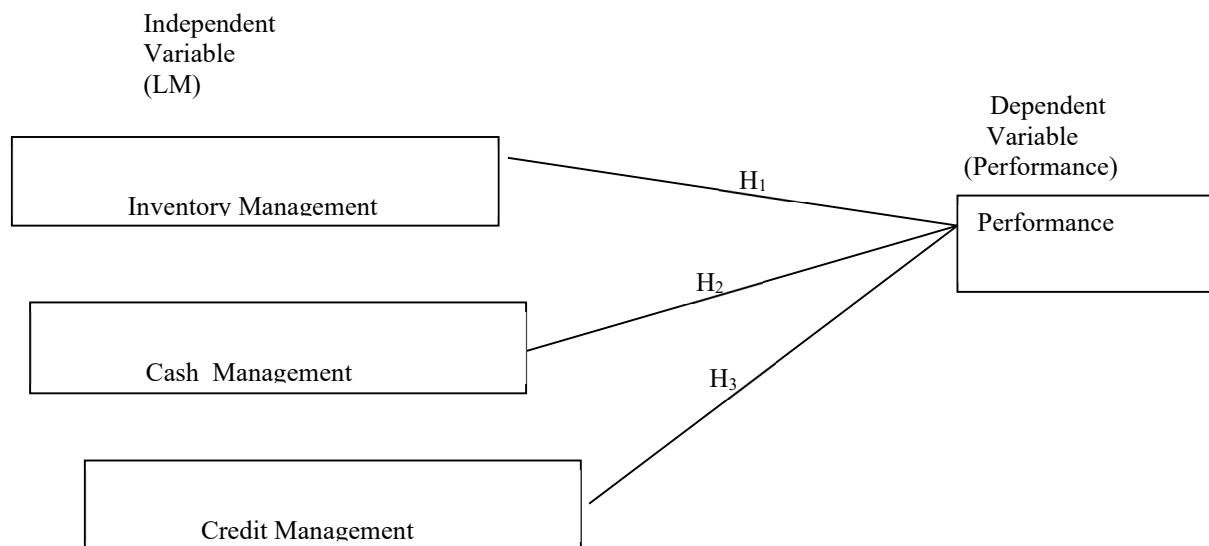 Independent
Variable
(LM)
Dependent
Variable
(Performance)
H₁
Inventory Management
Performance
H₂
Cash Management
H₃
Credit Management